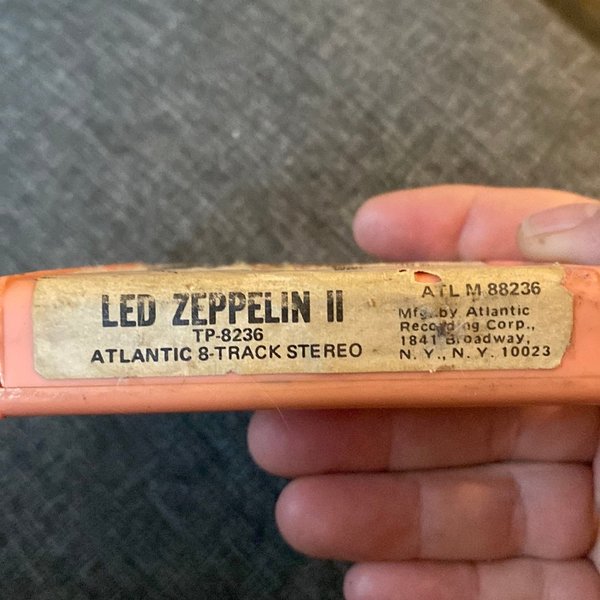 LED ZEPPELIN II
TP-8236
ATLANTIC 8-TRACK STEREO
ATL M 88236
Mfg. by Atlantic
Recording Corp.,
1841 Broadway,
N. Y., N. Y. 10023